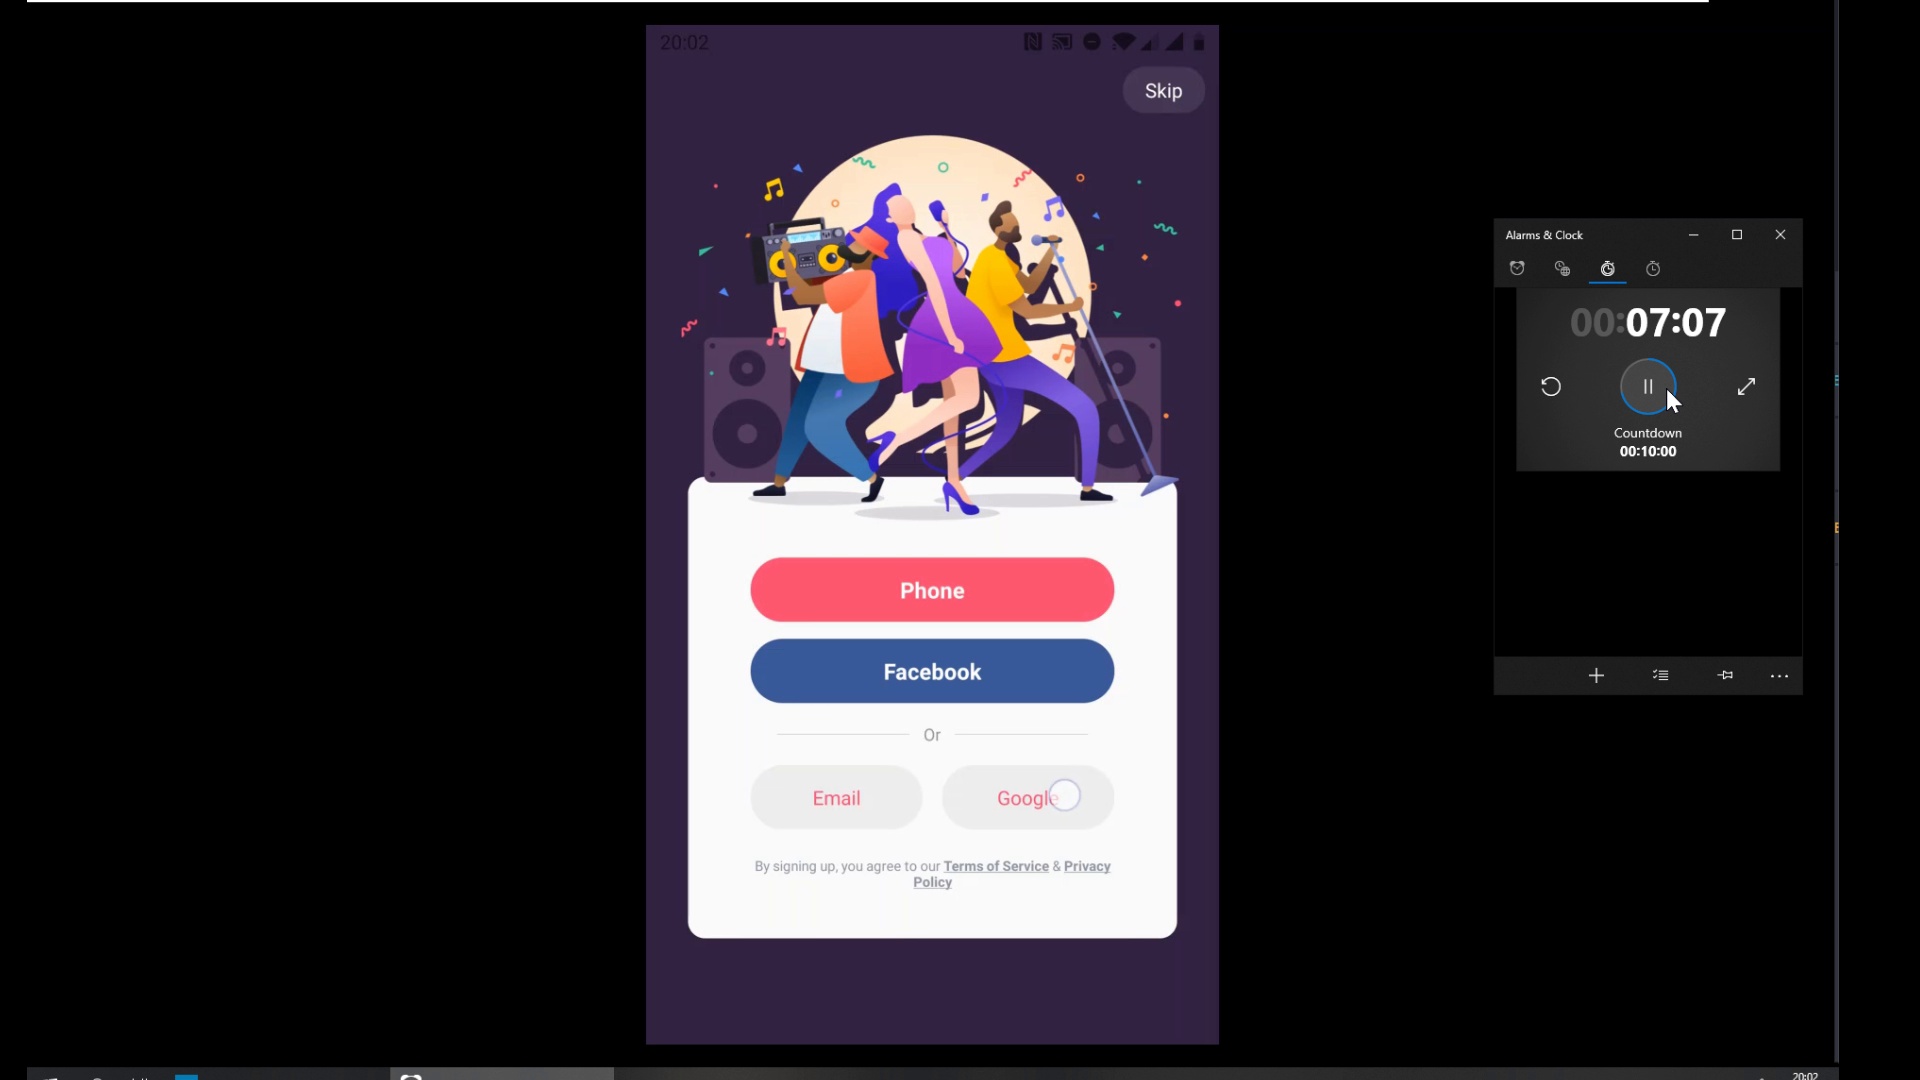 20:02
Skip
Phone
Facebook
Or
Email
Google
By signing up, you agree to our Terms of Service & Privacy
Policy
Alarms & Clock
00:07:07
Countdown
00:10:00
20:02